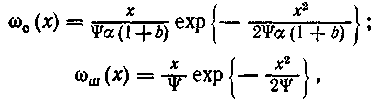 ω_с (x) = x / Ψα (1 + b) exp { − x² / 2Ψα (1 + b) } ;
ω_ш (x) = x / Ψ exp { − x² / 2Ψ } ,